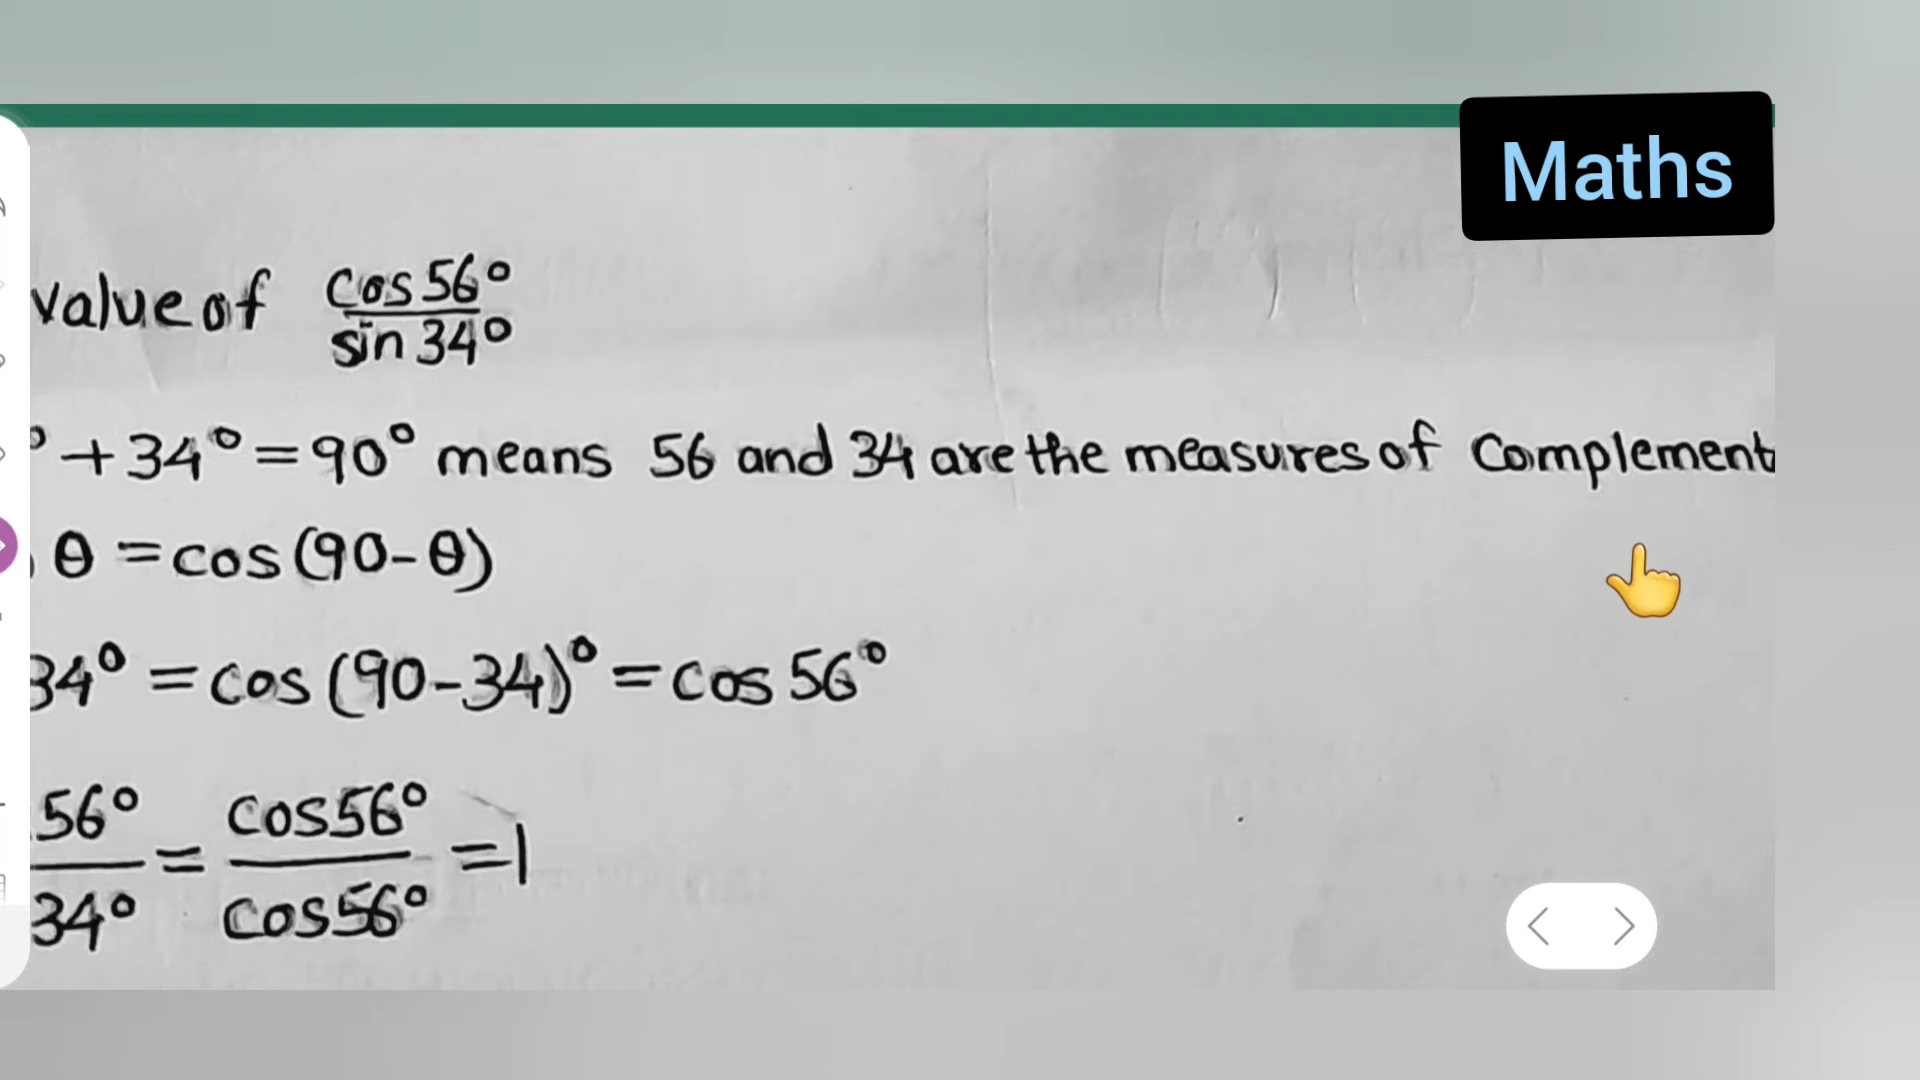 Maths
value of cos 56° / sin 34°
° + 34° = 90° means 56 and 34 are the measures of Complement
θ = cos (90 - θ)
34° = cos (90 - 34)° = cos 56°
56° / 34° = cos 56° / cos 56° = 1